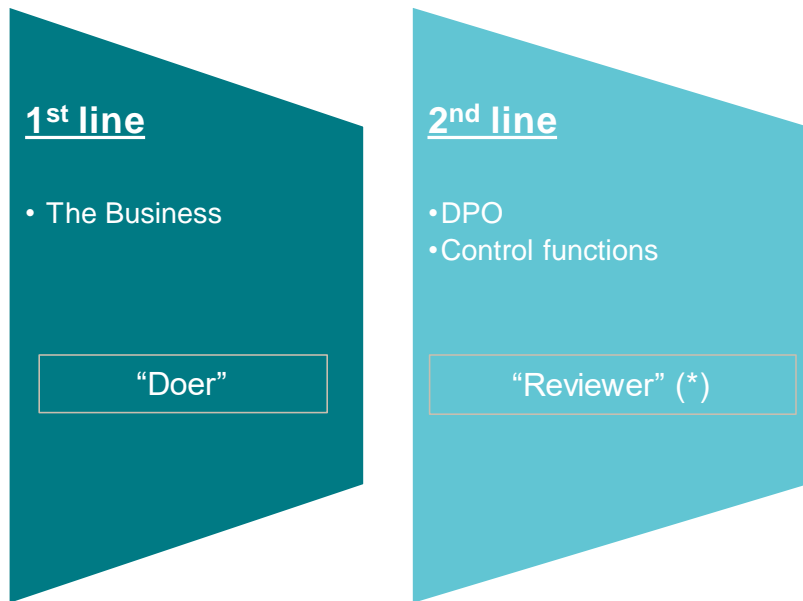 1st line
• The Business
“Doer”
2nd line
•DPO
•Control functions
“Reviewer” (*)